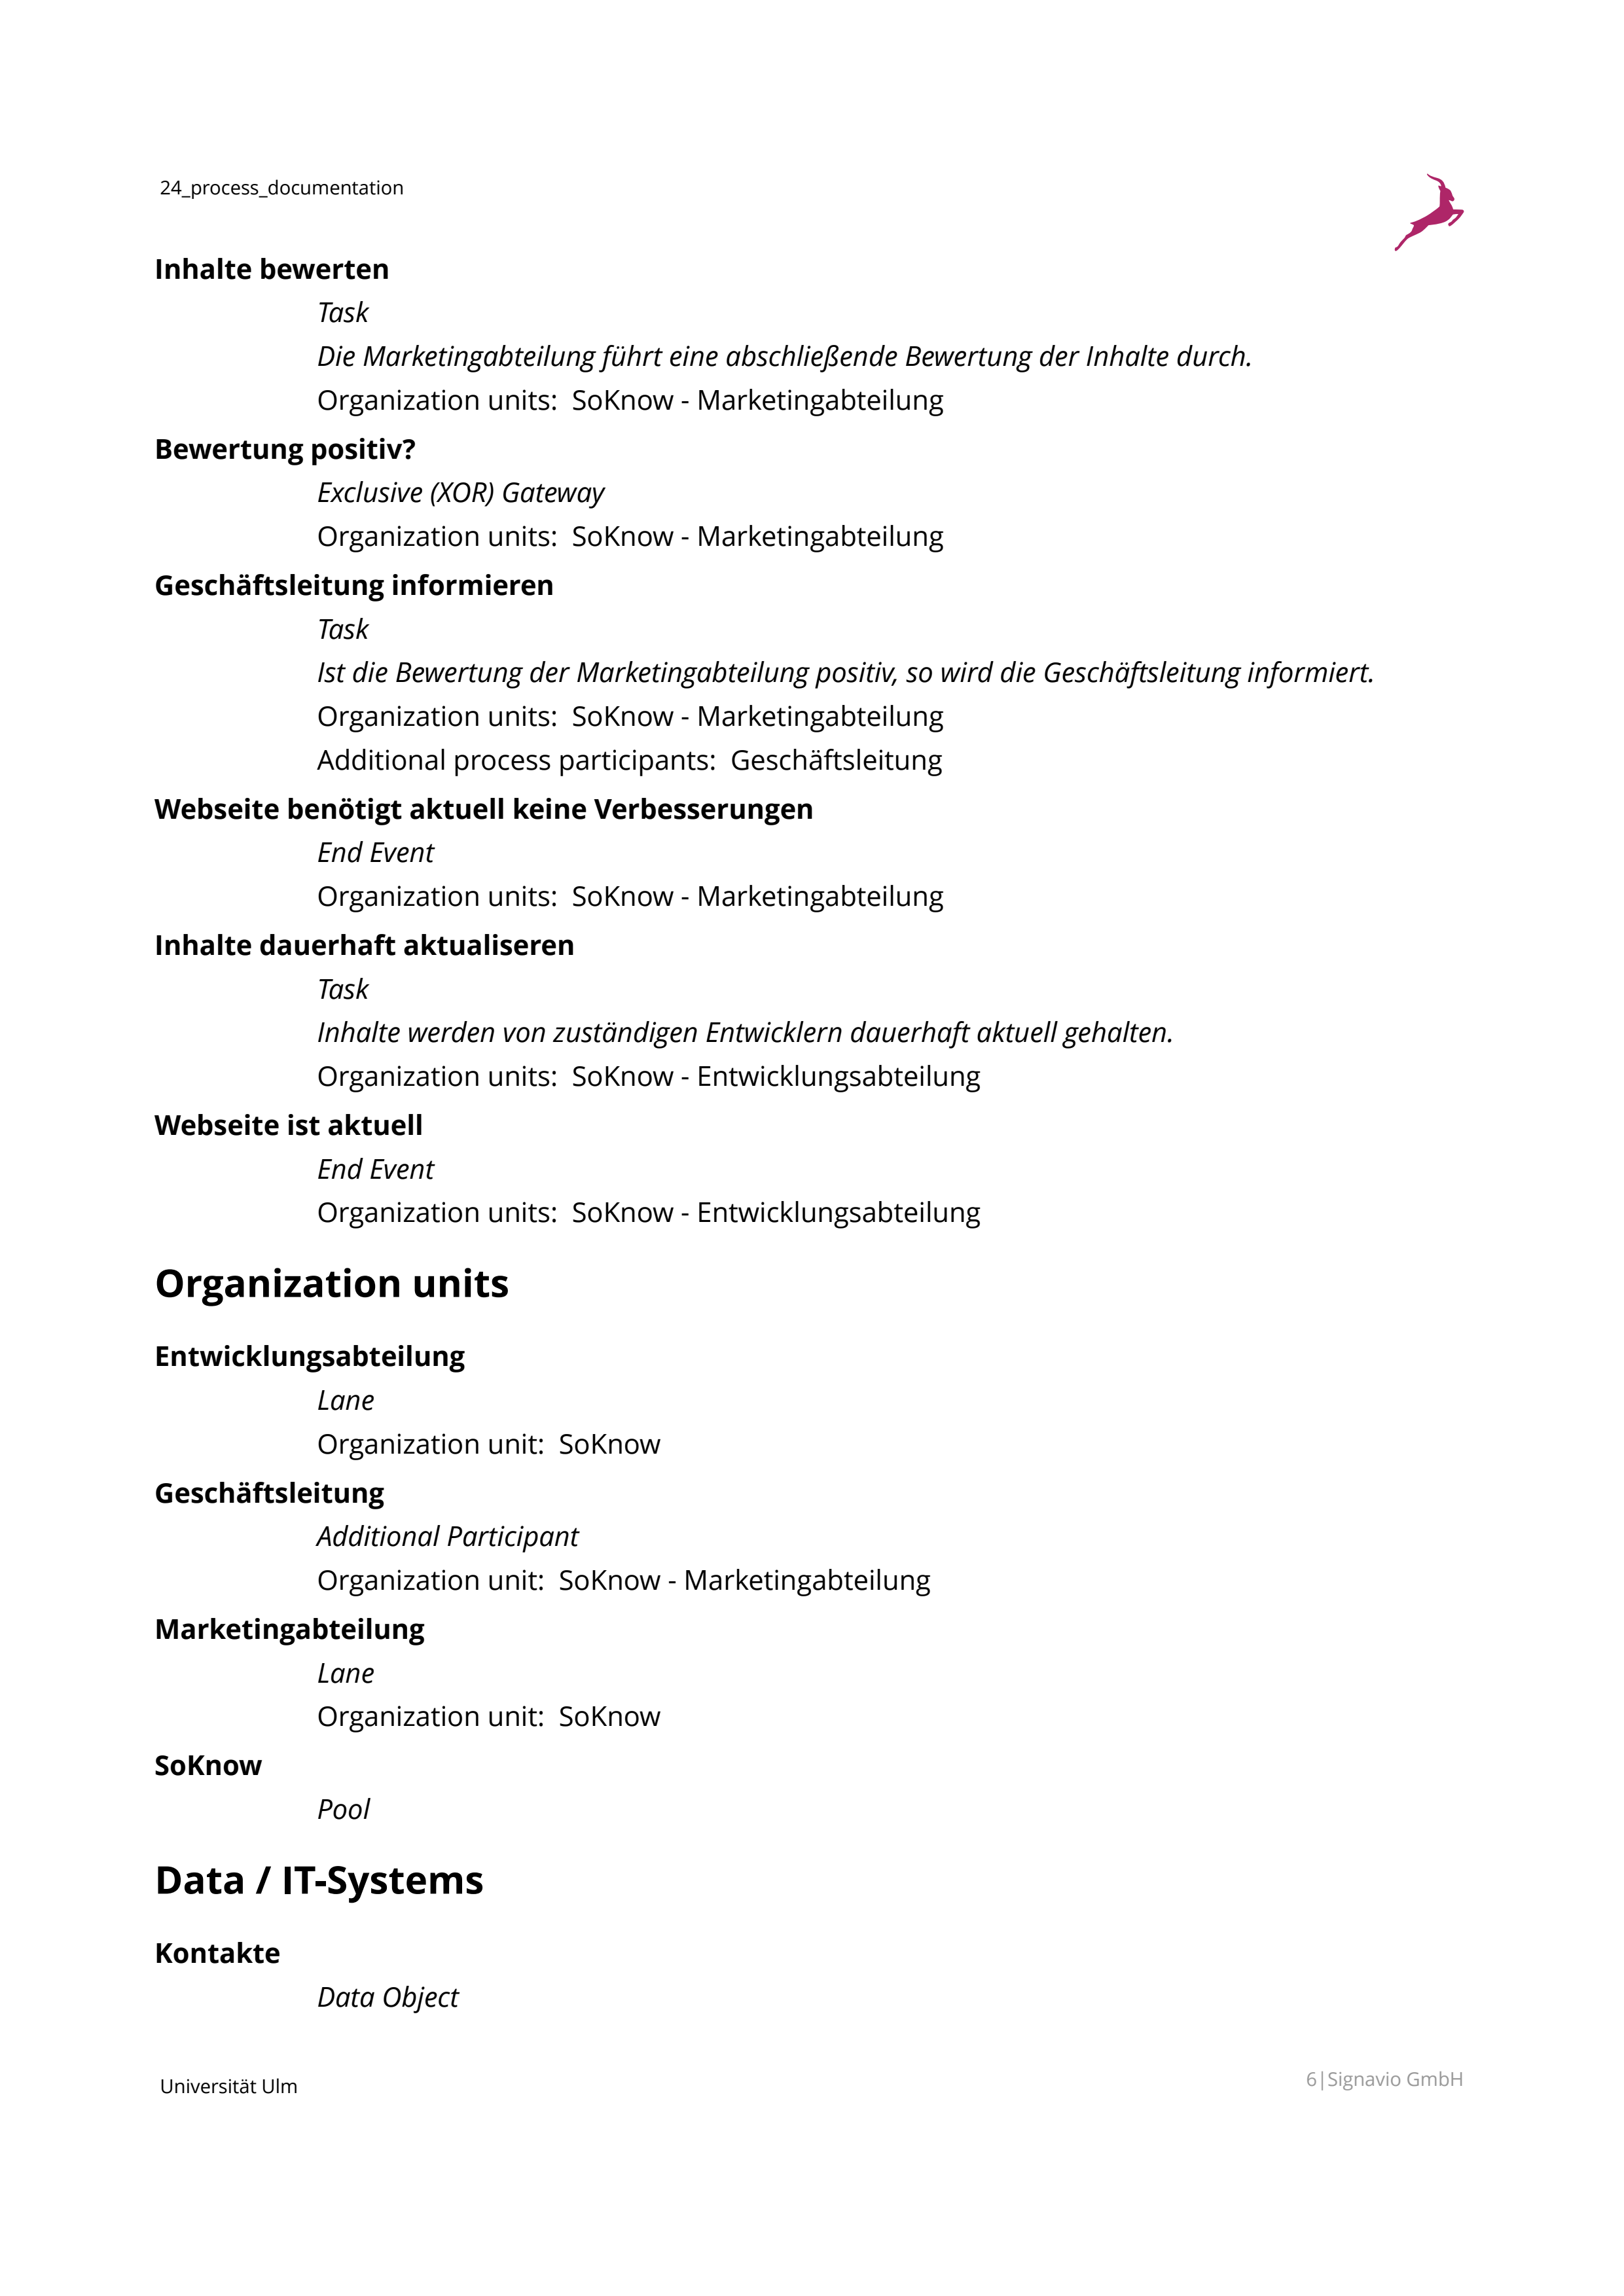 24_process_documentation
Inhalte bewerten
Task
Die Marketingabteilung führt eine abschließende Bewertung der Inhalte durch.
Organization units: SoKnow - Marketingabteilung
Bewertung positiv?
Exclusive (XOR) Gateway
Organization units: SoKnow - Marketingabteilung
Geschäftsleitung informieren
Task
Ist die Bewertung der Marketingabteilung positiv, so wird die Geschäftsleitung informiert.
Organization units: SoKnow - Marketingabteilung
Additional process participants: Geschäftsleitung
Webseite benötigt aktuell keine Verbesserungen
End Event
Organization units: SoKnow - Marketingabteilung
Inhalte dauerhaft aktualiseren
Task
Inhalte werden von zuständigen Entwicklern dauerhaft aktuell gehalten.
Organization units: SoKnow - Entwicklungsabteilung
Webseite ist aktuell
End Event
Organization units: SoKnow - Entwicklungsabteilung
Organization units
Entwicklungsabteilung
Lane
Organization unit: SoKnow
Geschäftsleitung
Additional Participant
Organization unit: SoKnow - Marketingabteilung
Marketingabteilung
Lane
Organization unit: SoKnow
SoKnow
Pool
Data / IT-Systems
Kontakte
Data Object
Universität Ulm
6|Signavio GmbH